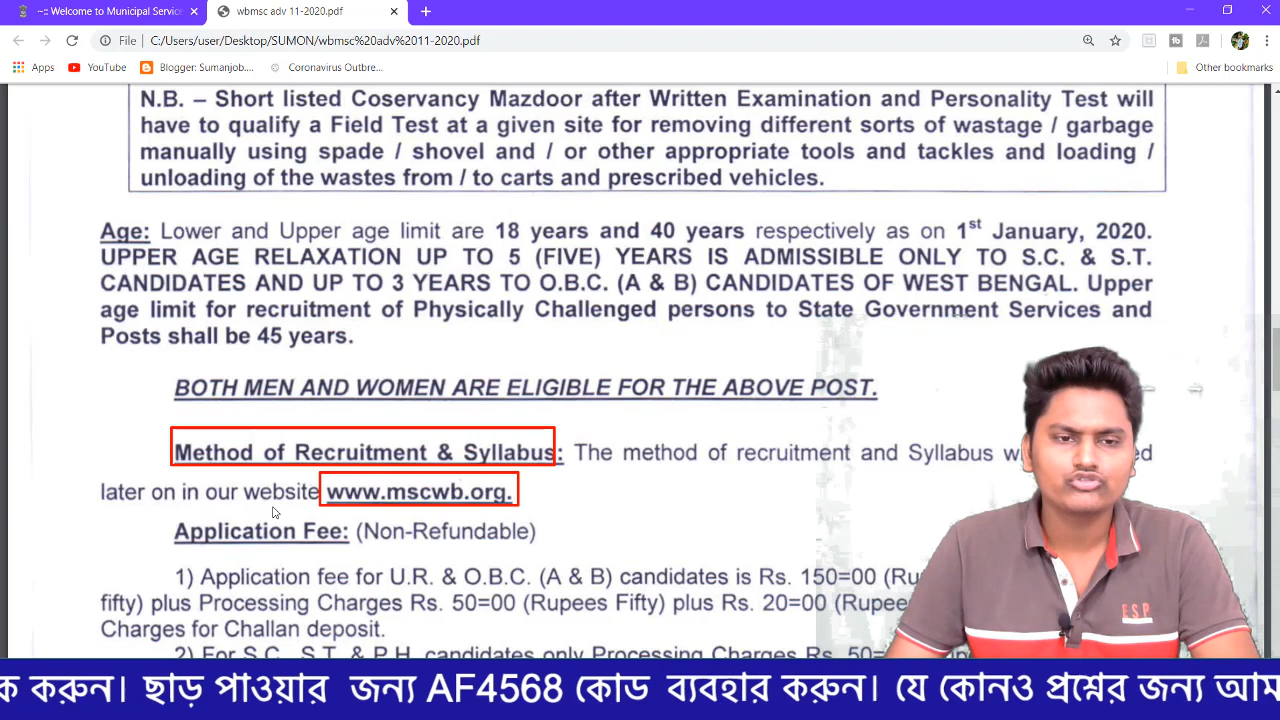 -:: Welcome to Municipal Service
wbmsc adv 11-2020.pdf
File
C:/Users/user/Desktop/SUMON/wbmsc%20adv%2011-2020.pdf
Apps
YouTube
Blogger: Sumanjob....
Coronavirus Outbre...
Other bookmarks
N.B. – Short listed Coservancy Mazdoor after Written Examination and Personality Test will
have to qualify a Field Test at a given site for removing different sorts of wastage / garbage
manually using spade / shovel and / or other appropriate tools and tackles and loading /
unloading of the wastes from / to carts and prescribed vehicles.
Age: Lower and Upper age limit are 18 years and 40 years respectively as on 1st January, 2020.
UPPER AGE RELAXATION UP TO 5 (FIVE) YEARS IS ADMISSIBLE ONLY TO S.C. & S.T.
CANDIDATES AND UP TO 3 YEARS TO O.B.C. (A & B) CANDIDATES OF WEST BENGAL. Upper
age limit for recruitment of Physically Challenged persons to State Government Services and
Posts shall be 45 years.
BOTH MEN AND WOMEN ARE ELIGIBLE FOR THE ABOVE POST.
Method of Recruitment & Syllabus: The method of recruitment and Syllabus
later on in our website www.mscwb.org.
Application Fee: (Non-Refundable)
1) Application fee for U.R. & O.B.C. (A & B) candidates is Rs. 150=00
fifty) plus Processing Charges Rs. 50=00 (Rupees Fifty) plus Rs. 20=00 (Rupee
Charges for Challan deposit.
2) For S.C., S.T. & P.H. candidates only Processing Charges Rs. 50=
ESP
ক করুন। ছাড় পাওয়ার জন্য AF4568 কোড ব্যবহার করুন। যে কোনও প্রশ্নের জন্য আম